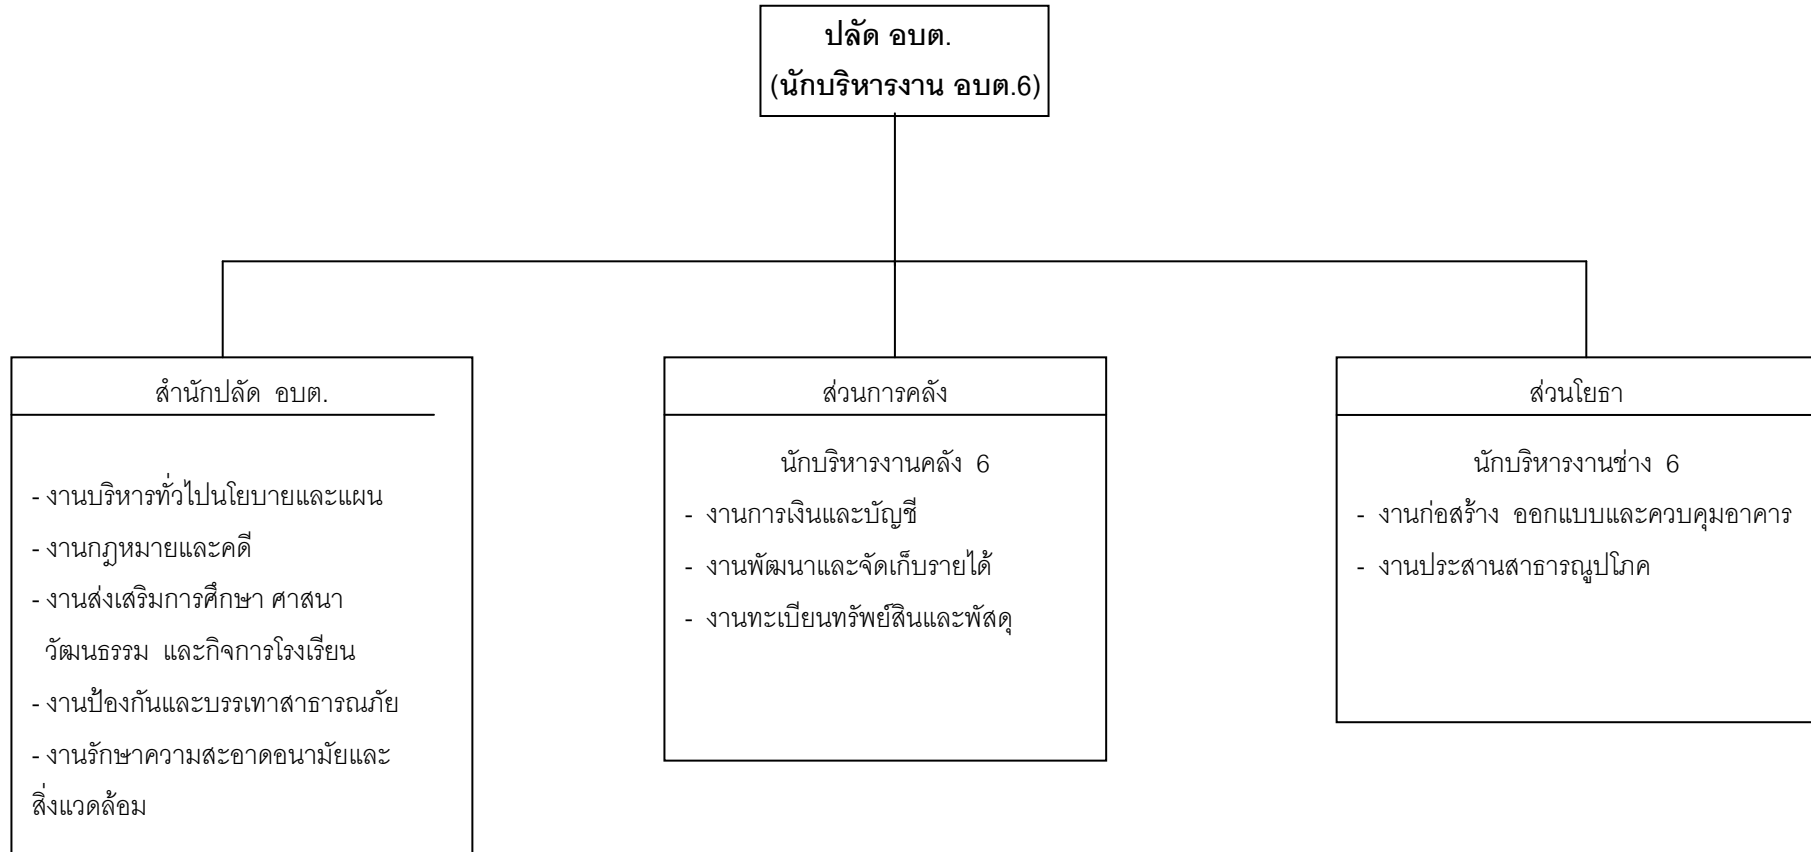 ปลัด อบต.
(นักบริหารงาน อบต.6)
สำนักปลัด อบต.
- งานบริหารทั่วไปนโยบายและแผน
- งานกฎหมายและคดี
- งานส่งเสริมการศึกษา ศาสนา
วัฒนธรรม และกิจการโรงเรียน
- งานป้องกันและบรรเทาสาธารณภัย
- งานรักษาความสะอาดอนามัยและ
สิ่งแวดล้อม
ส่วนการคลัง
นักบริหารงานคลัง 6
- งานการเงินและบัญชี
- งานพัฒนาและจัดเก็บรายได้
- งานทะเบียนทรัพย์สินและพัสดุ
ส่วนโยธา
นักบริหารงานช่าง 6
- งานก่อสร้าง ออกแบบและควบคุมอาคาร
- งานประสานสาธารณูปโภค